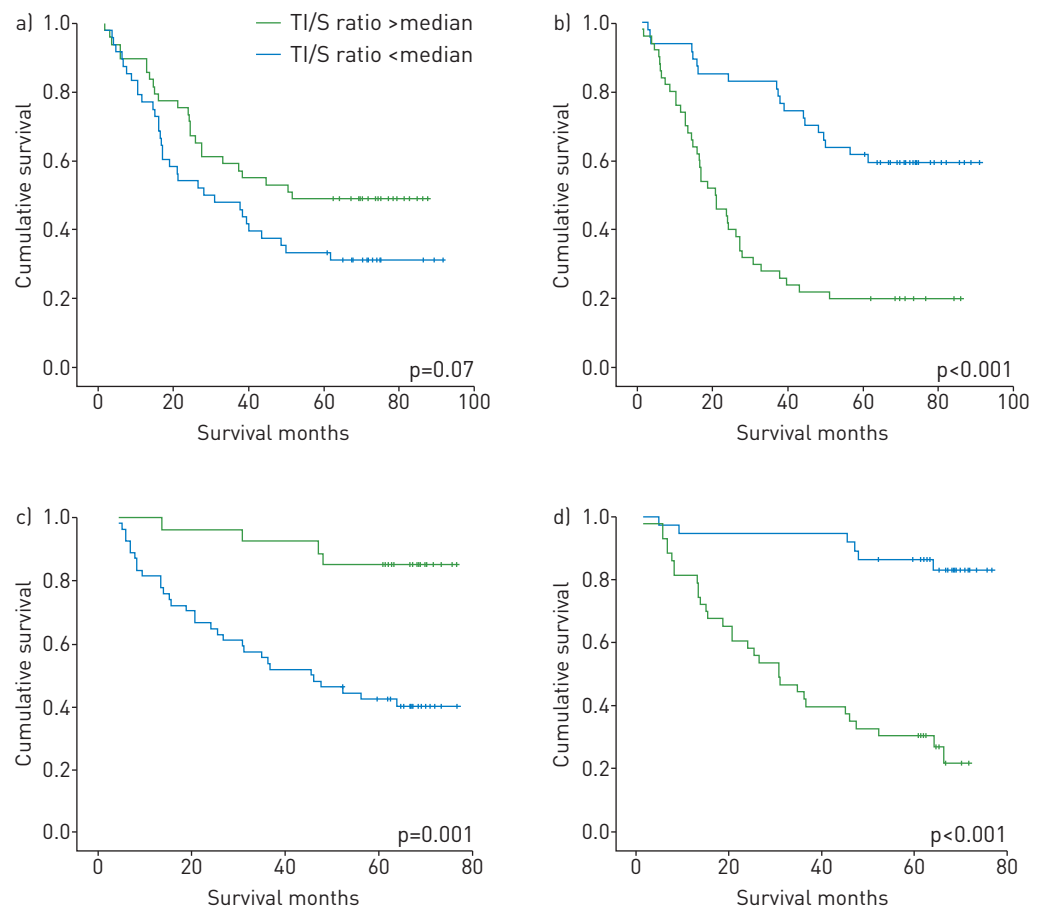 a)
TI/S ratio >median
TI/S ratio <median
1.0
0.8
0.6
0.4
0.2
0.0
Cumulative survival
p=0.07
0 20 40 60 80 100
Survival months
b)
1.0
0.8
0.6
0.4
0.2
0.0
Cumulative survival
p<0.001
0 20 40 60 80 100
Survival months
c)
1.0
0.8
0.6
0.4
0.2
0.0
Cumulative survival
p=0.001
0 20 40 60 80
Survival months
d)
1.0
0.8
0.6
0.4
0.2
0.0
Cumulative survival
p<0.001
0 20 40 60 80
Survival months